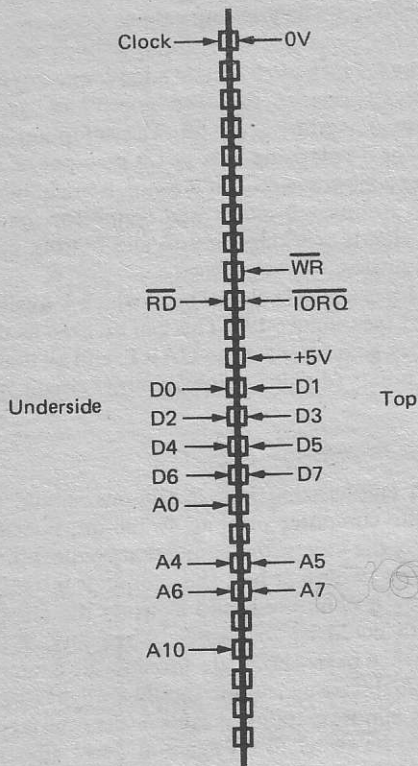 Clock 0V
WR
RD IORQ
+5V
D0 D1
Underside D2 D3 Top
D4 D5
D6 D7
A0
A4 A5
A6 A7
A10